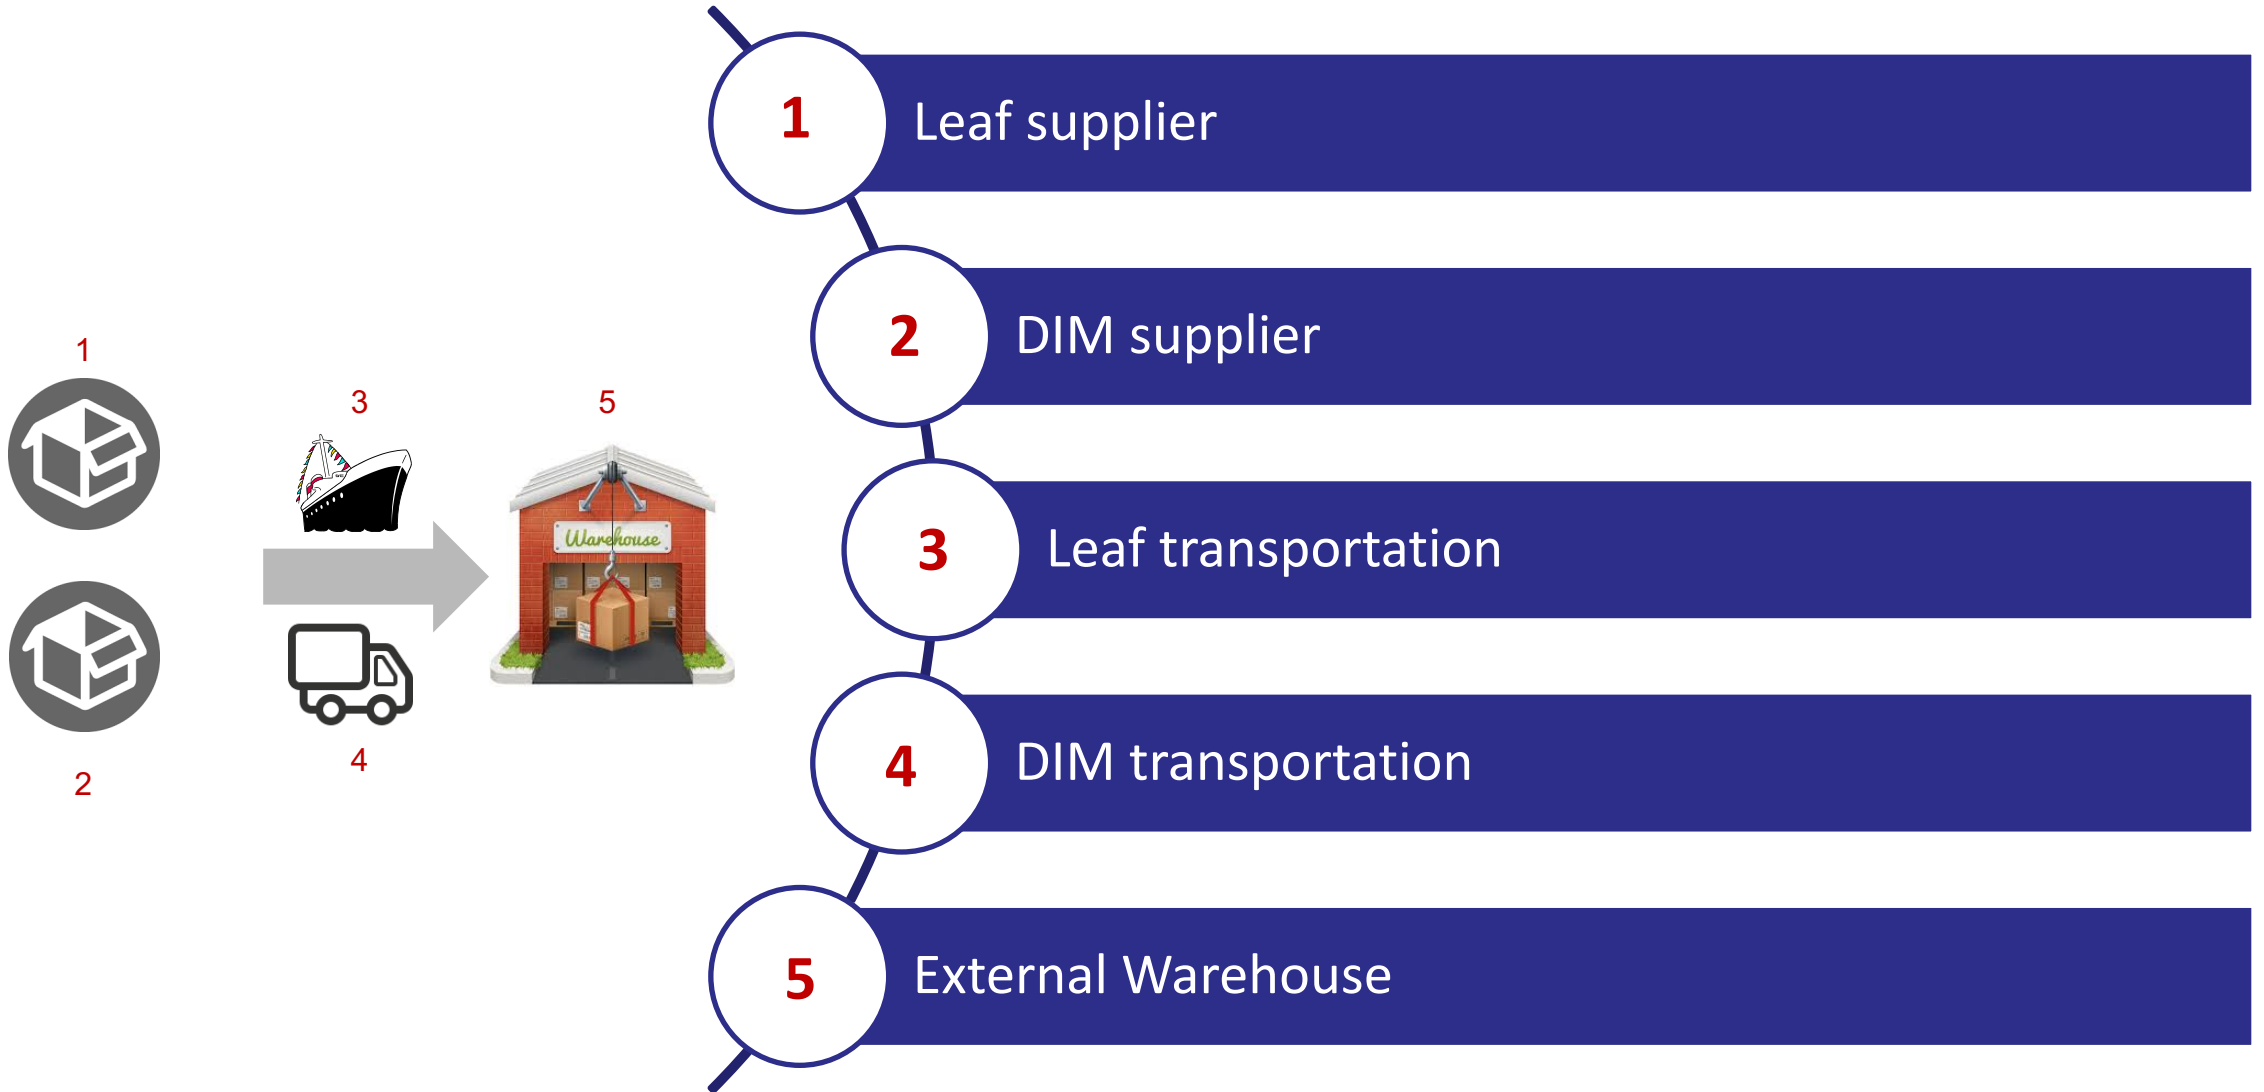 1
2
3
4
5
Warehouse
1
Leaf supplier
2
DIM supplier
3
Leaf transportation
4
DIM transportation
5
External Warehouse